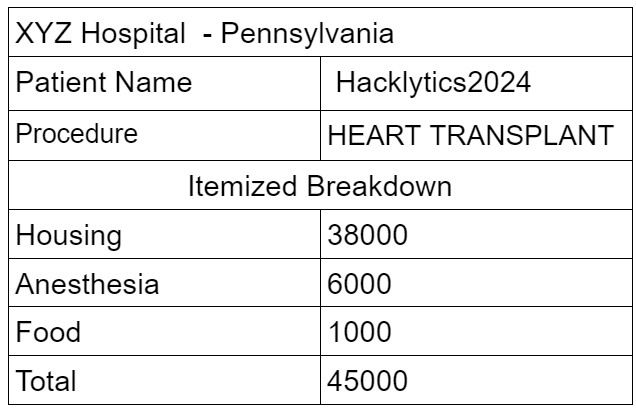 XYZ Hospital  - Pennsylvania
Patient Name Hacklytics2024
Procedure HEART TRANSPLANT
Itemized Breakdown
Housing 38000
Anesthesia 6000
Food 1000
Total 45000